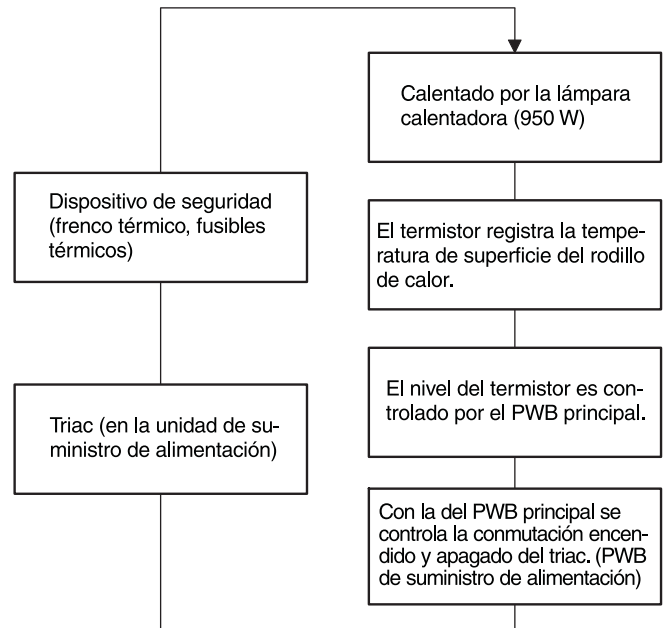 Calentado por la lámpara
calentadora (950 W)
Dispositivo de seguridad
(frenco térmico, fusibles
térmicos)
El termistor registra la tempe-
ratura de superficie del rodillo
de calor.
El nivel del termistor es con-
trolado por el PWB principal.
Triac (en la unidad de su-
ministro de alimentación)
Con la del PWB principal se
controla la conmutación encen-
dido y apagado del triac. (PWB
de suministro de alimentación)